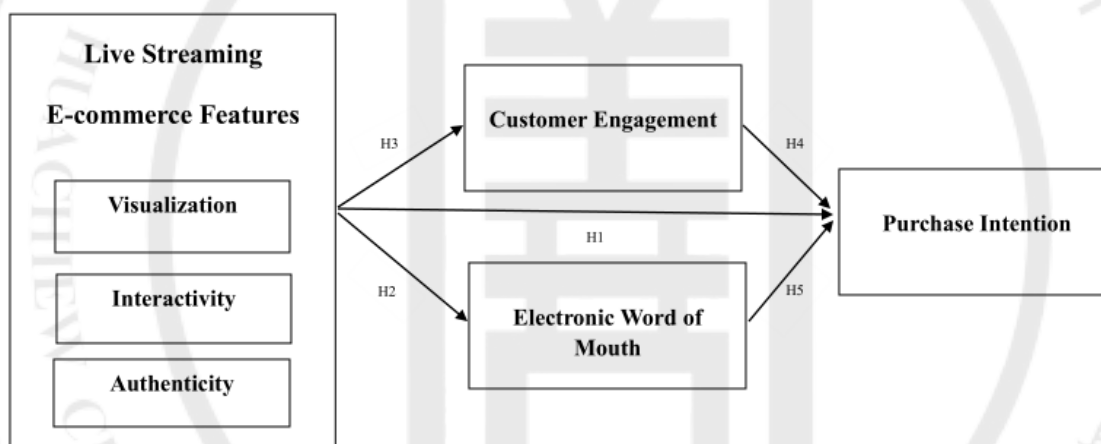 Live Streaming
E-commerce Features
Visualization
Interactivity
Authenticity
H3
H2
Customer Engagement
H1
Electronic Word of
Mouth
H4
H5
Purchase Intention
HUACHIEW